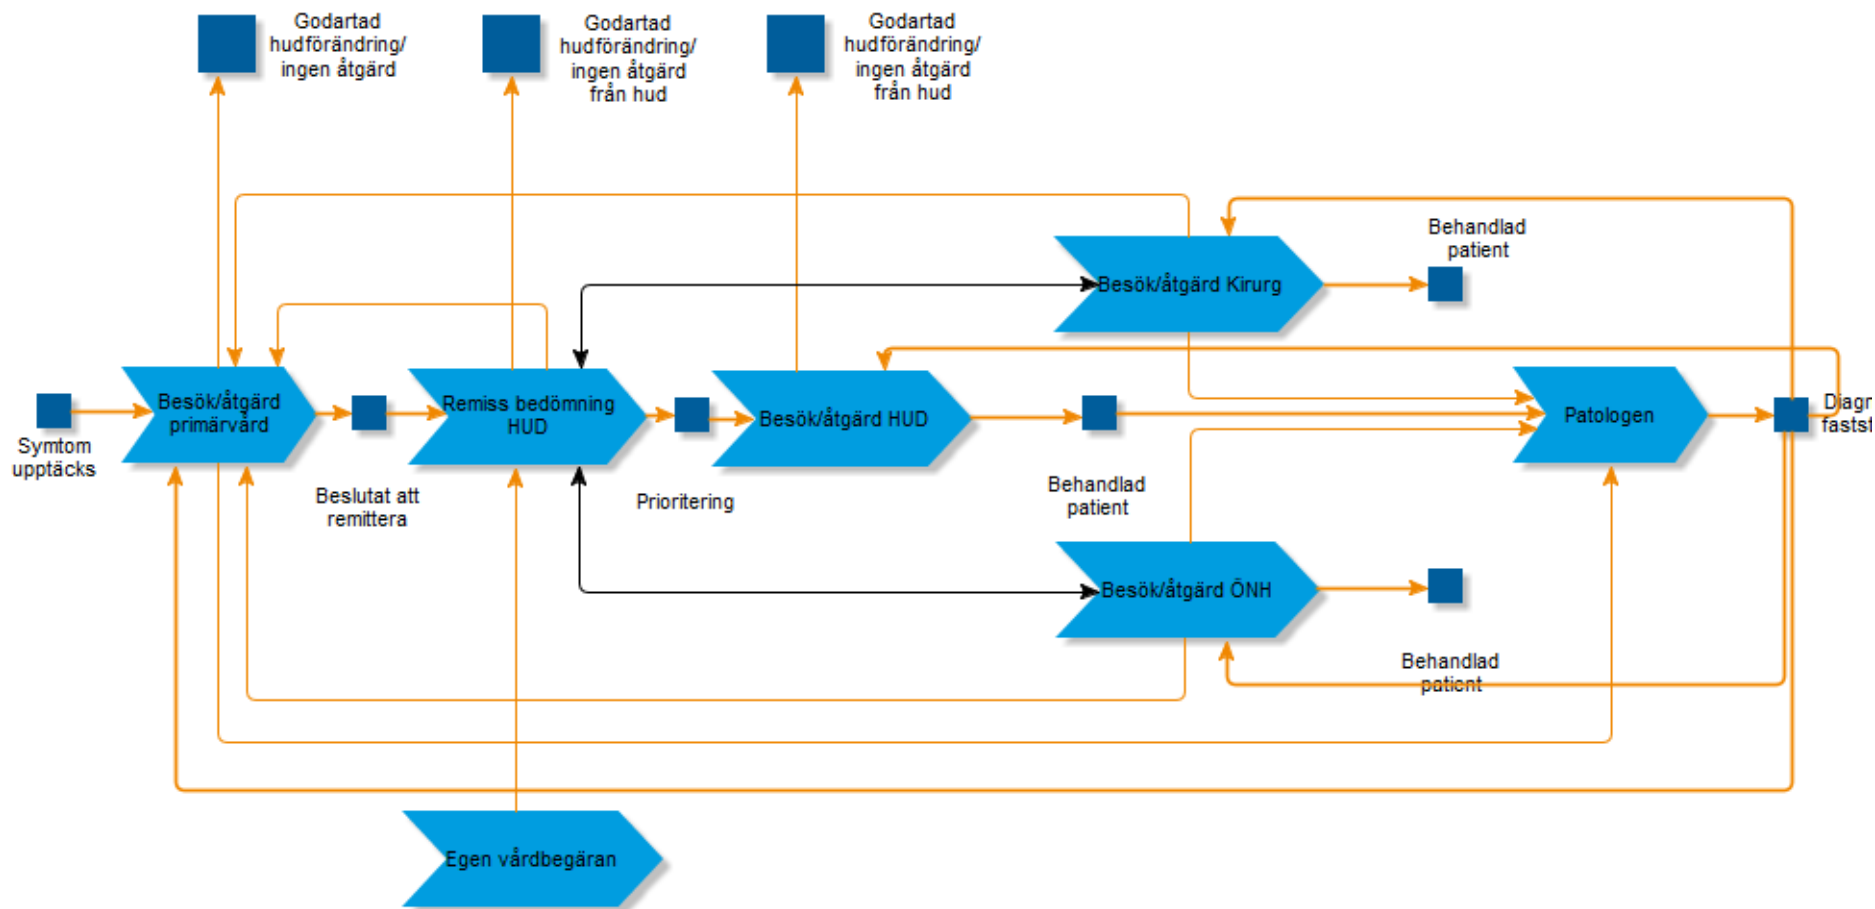 Godartad
hudförändring/
ingen åtgärd
Godartad
hudförändring/
ingen åtgärd
från hud
Godartad
hudförändring/
ingen åtgärd
från hud
Behandlad
patient
Besök/åtgärd Kirurg
Symtom
upptäcks
Besök/åtgärd
primärvård
Beslutat att
remittera
Remiss bedömning
HUD
Prioritering
Besök/åtgärd HUD
Behandlad
patient
Patologen
Diagn
fastst
Besök/åtgärd ÖNH
Behandlad
patient
Egen vårdbegäran